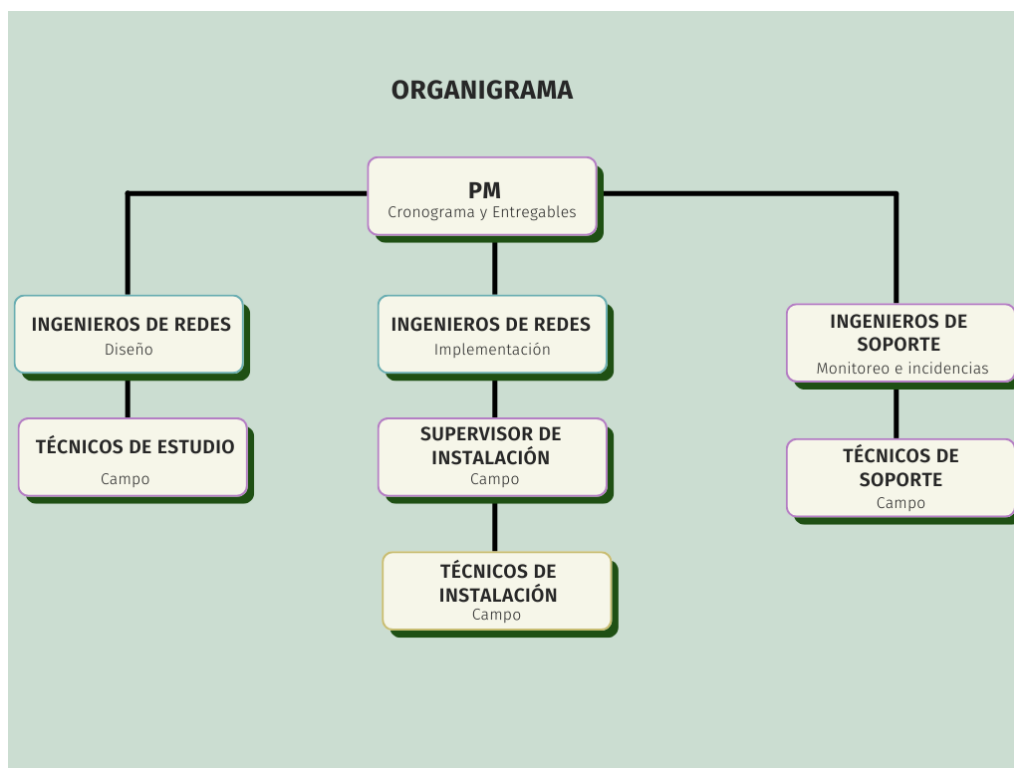 ORGANIGRAMA
PM
Cronograma y Entregables
INGENIEROS DE REDES
Diseño
TÉCNICOS DE ESTUDIO
Campo
INGENIEROS DE REDES
Implementación
SUPERVISOR DE
INSTALACIÓN
Campo
TÉCNICOS DE
INSTALACIÓN
Campo
INGENIEROS DE
SOPORTE
Monitoreo e incidencias
TÉCNICOS DE
SOPORTE
Campo